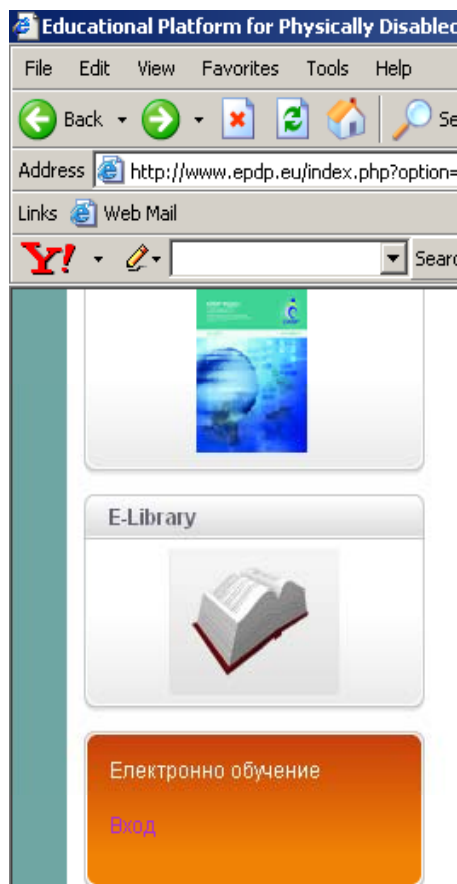 Educational Platform for Physically Disabled
File Edit View Favorites Tools Help
Back
Address http://www.epdp.eu/index.php?option=
Links Web Mail
Y!
E-Library
Електронно обучение
Вход